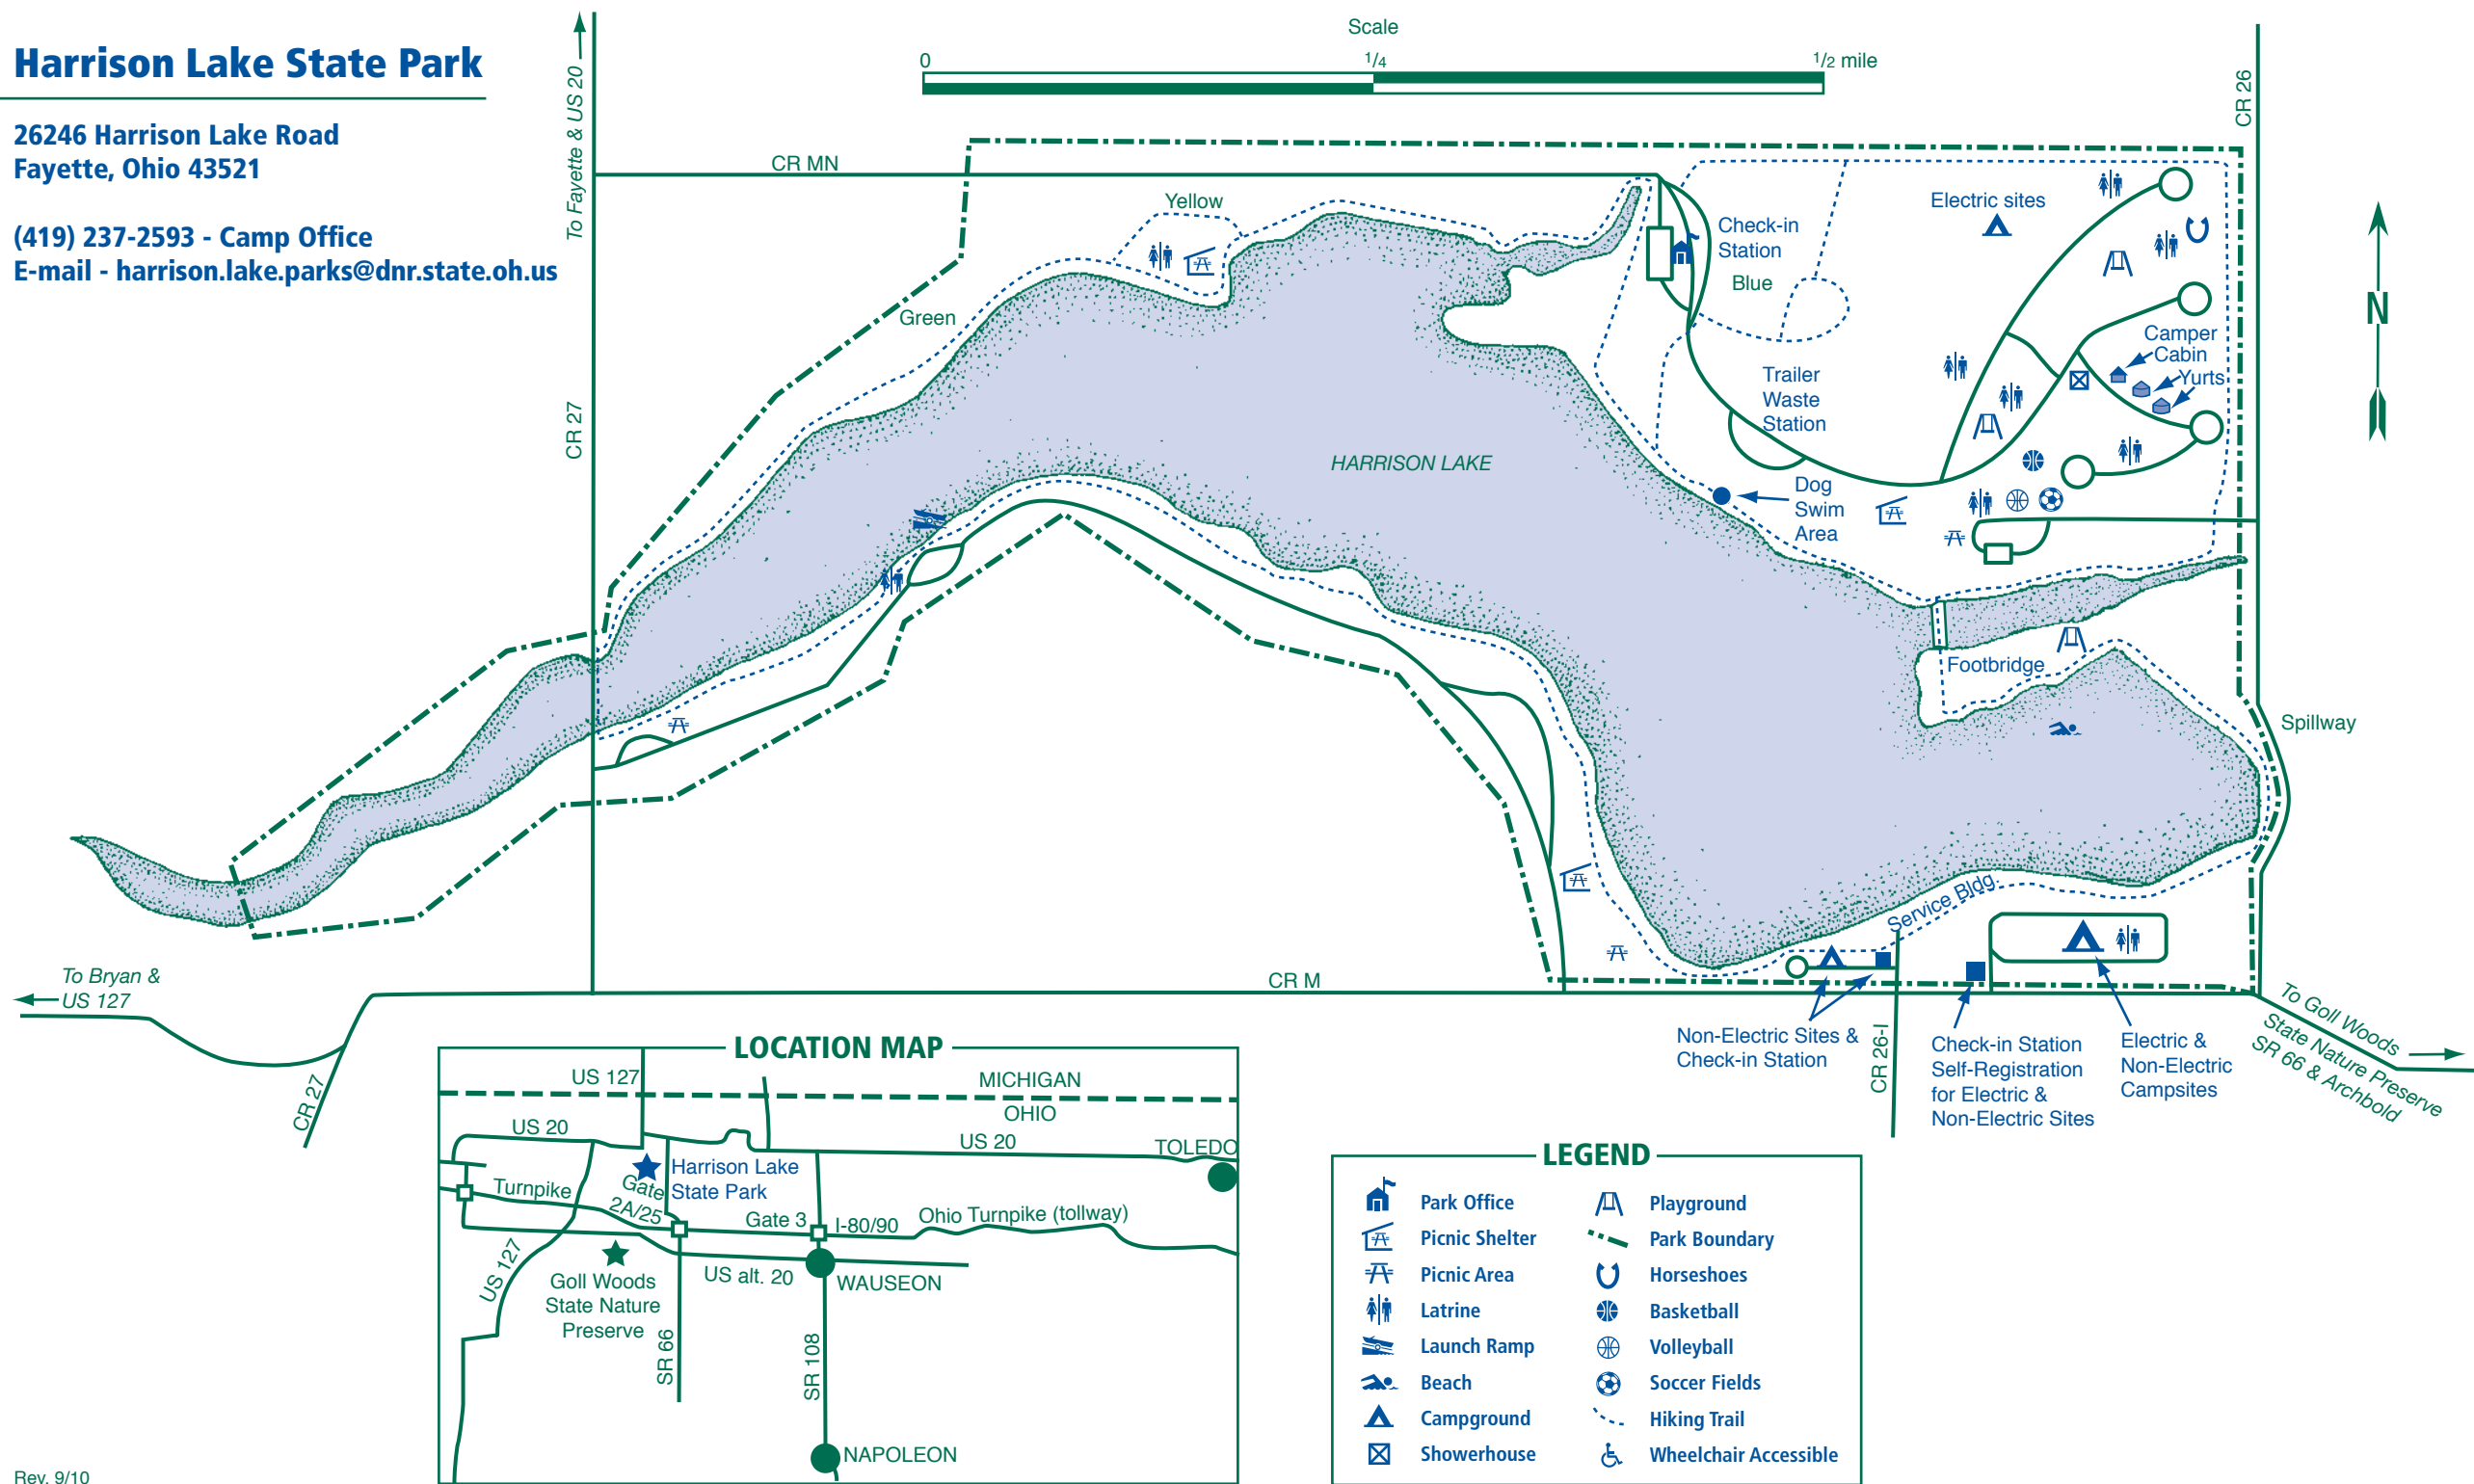 Harrison Lake State Park
26246 Harrison Lake Road
Fayette, Ohio 43521
(419) 237-2593 - Camp Office
E-mail - harrison.lake.parks@dnr.state.oh.us
Scale
0
1/4
1/2 mile
To Fayette & US 20
CR 26
CR MN
Yellow
Electric sites
Check-in
Station
Blue
N
Green
Camper
Cabin
Yurts
Trailer
Waste
Station
CR 27
HARRISON LAKE
Dog
Swim
Area
Footbridge
Spillway
Service Bldg.
To Bryan &
US 127
CR M
CR 27
Non-Electric Sites &
Check-in Station
CR 26-I
Check-in Station
Self-Registration
for Electric &
Non-Electric Sites
Electric &
Non-Electric
Campsites
To Goll Woods
State Nature Preserve
SR 66 & Archbold
LOCATION MAP
US 127
MICHIGAN
OHIO
US 20
US 20
TOLEDO
Harrison Lake
State Park
Turnpike
Gate
2A/25
Gate 3
I-80/90
Ohio Turnpike (tollway)
US 127
Goll Woods
State Nature
Preserve
US alt. 20
WAUSEON
SR 66
SR 108
NAPOLEON
LEGEND
Park Office
Picnic Shelter
Picnic Area
Latrine
Launch Ramp
Beach
Campground
Showerhouse
Playground
Park Boundary
Horseshoes
Basketball
Volleyball
Soccer Fields
Hiking Trail
Wheelchair Accessible
Rev. 9/10